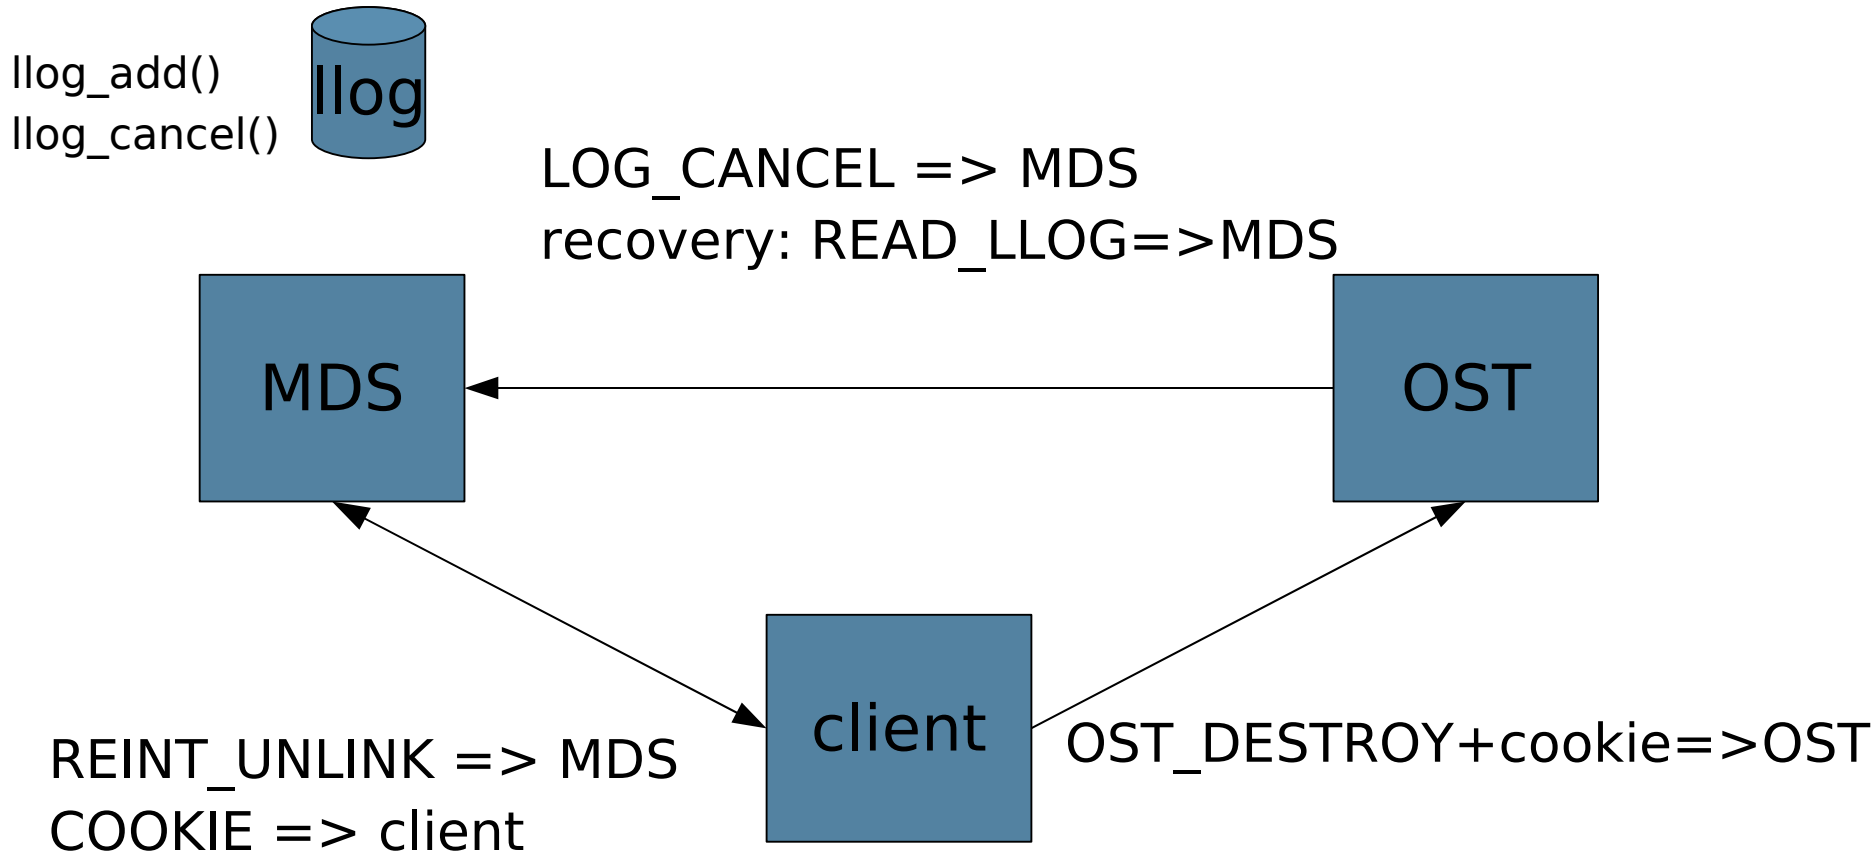 llog_add()
llog_cancel()
llog
LOG_CANCEL => MDS
recovery: READ_LLOG=>MDS
MDS
OST
client
REINT_UNLINK => MDS
COOKIE => client
OST_DESTROY+cookie=>OST